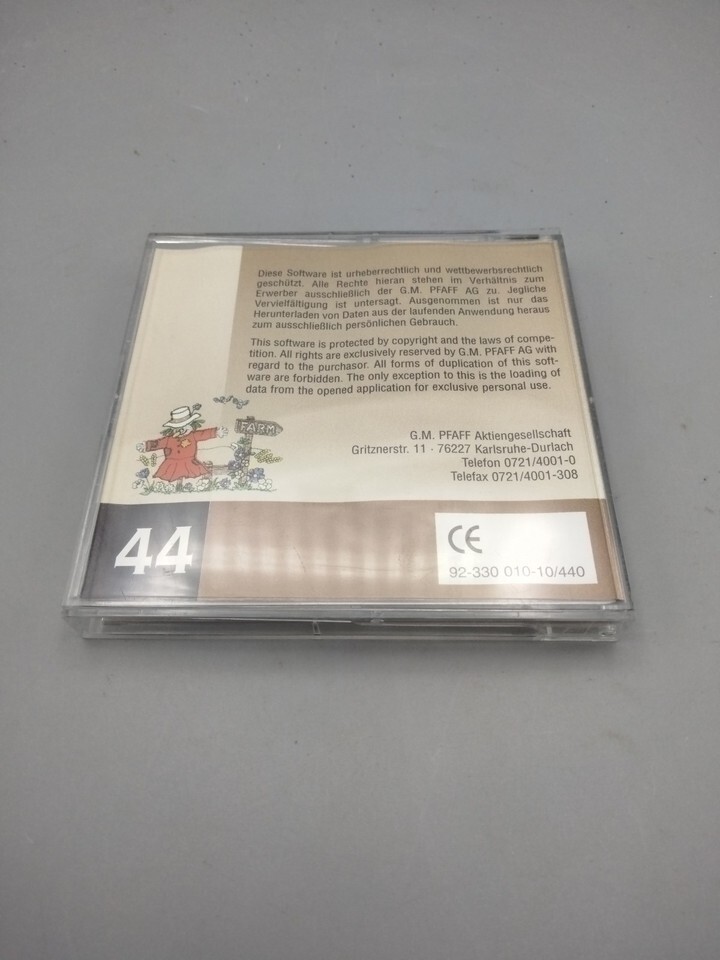 Diese Software ist urheberrechtlich und wettbewerbsrechtlich
geschützt. Alle Rechte hieran stehen im Verhältnis zum
Erwerber ausschließlich der G.M. PFAFF AG zu. Jegliche
Vervielfältigung ist untersagt. Ausgenommen ist nur das
Herunterladen von Daten aus der laufenden Anwendung heraus
zum ausschließlich persönlichen Gebrauch.
This software is protected by copyright and the laws of compe-
tition. All rights are exclusively reserved by G.M. PFAFF AG with
regard to the purchasor. All forms of duplication of this soft-
ware are forbidden. The only exception to this is the loading of
data from the opened application for exclusive personal use.
FARM
G.M. PFAFF Aktiengesellschaft
Gritznerstr. 11 · 76227 Karlsruhe-Durlach
Telefon 0721/4001-0
Telefax 0721/4001-308
44
CE
92-330 010-10/440